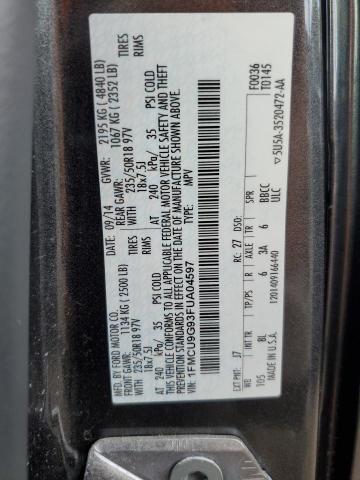 MFD. BY FORD MOTOR CO.
DATE: 09/14 GVWR: 2195 KG ( 4840 LB)
FRONT GAWR: 1134 KG (2500 LB) REAR GAWR: 1067 KG (2352 LB)
WITH 235/50R18 97V TIRES WITH 235/50R18 97V TIRES
18x7.5J RIMS 18x7.5J RIMS
AT 240 kPa/ 35 PSI COLD AT 240 kPa/ 35 PSI COLD
THIS VEHICLE CONFORMS TO ALL APPLICABLE FEDERAL MOTOR VEHICLE SAFETY AND THEFT
PREVENTION STANDARDS IN EFFECT ON THE DATE OF MANUFACTURE SHOWN ABOVE.
VIN: 1FMCU9G93FUA04597 TYPE: MPV
F0036
T0145
EXT PNT: J7 RC: 27 DSO:
WB INT TR TP/PS R AXLE TR SPR
105 BL 6 3A 6 BBCC
ULC
MADE IN U.S.A. 1201409166440 ▽5U5A-3520472-AA